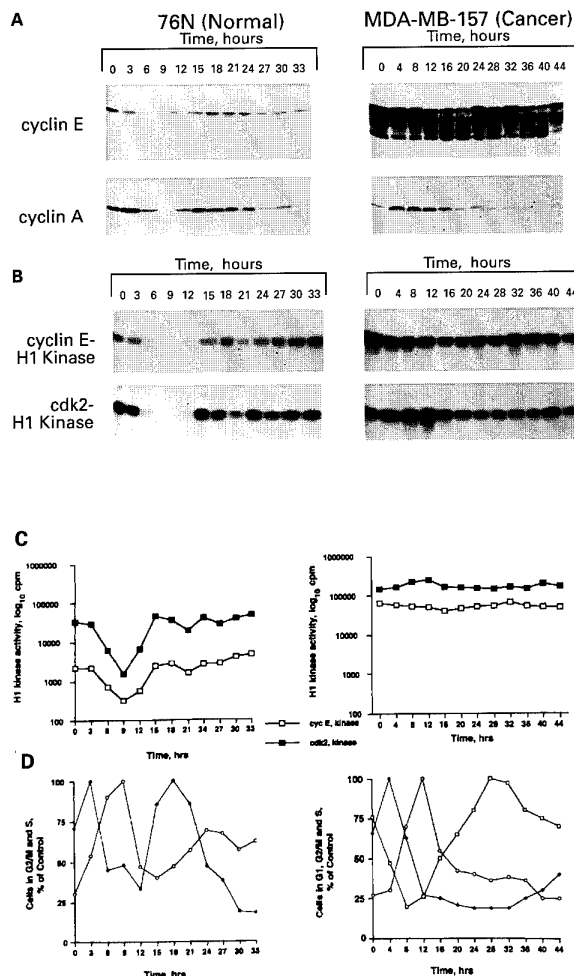 A
76N (Normal)
MDA-MB-157 (Cancer)
Time, hours
Time, hours
0 3 6 9 12 15 18 21 24 27 30 33
0 4 8 12 16 20 24 28 32 36 40 44
cyclin E
cyclin A
B
Time, hours
Time, hours
0 3 6 9 12 15 18 21 24 27 30 33
0 4 8 12 16 20 24 28 32 36 40 44
cyclin E-
H1 Kinase
cdk2-
H1 Kinase
C
H1 kinase activity, log10 cpm
1000000
100000
10000
1000
100
0 3 6 9 12 15 18 21 24 27 30 33
Time, hrs
H1 kinase activity, log10 cpm
1000000
100000
10000
1000
100
0 4 8 12 16 20 24 28 32 36 40 44
Time, hrs
cyc E, kinase
cdk2, kinase
D
Cells in G2/M and S,
% of Control
100
75
50
25
0
0 3 6 9 12 15 18 21 24 27 30 33
Time, hrs
Cells in G1, G2/M and S,
% of Control
100
75
50
25
0
0 4 8 12 16 20 24 28 32 36 40 44
Time, hrs